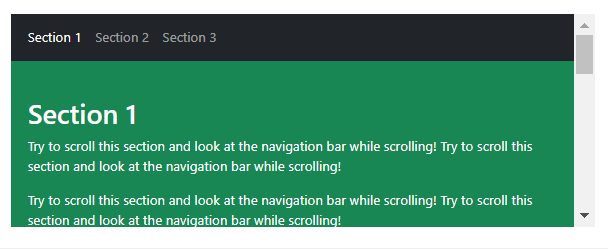 Section 1 Section 2 Section 3
Section 1
Try to scroll this section and look at the navigation bar while scrolling! Try to scroll this
section and look at the navigation bar while scrolling!
Try to scroll this section and look at the navigation bar while scrolling! Try to scroll this
section and look at the navigation bar while scrolling!